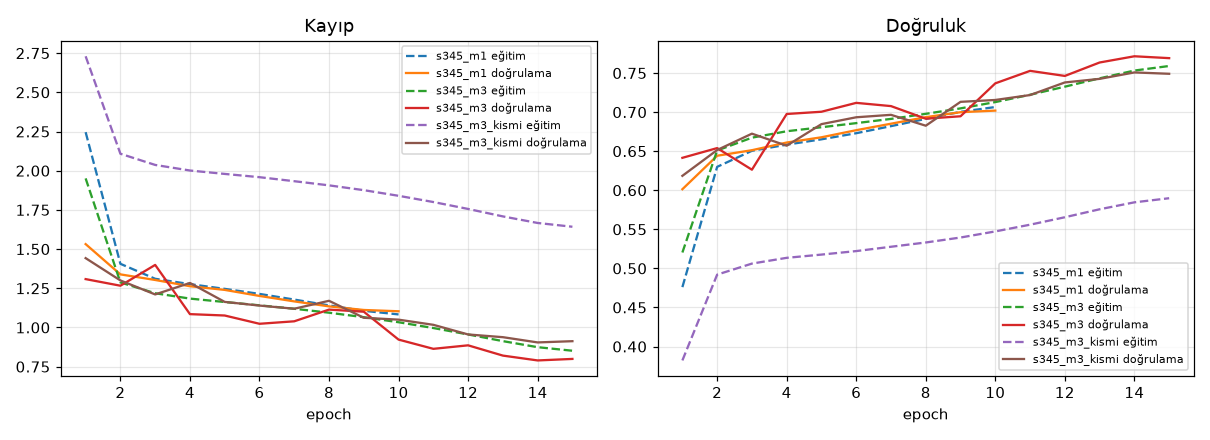 Kayıp
2.75
2.50
2.25
2.00
1.75
1.50
1.25
1.00
0.75
s345_m1 eğitim
s345_m1 doğrulama
s345_m3 eğitim
s345_m3 doğrulama
s345_m3_kismi eğitim
s345_m3_kismi doğrulama
2 4 6 8 10 12 14
epoch
Doğruluk
0.75
0.70
0.65
0.60
0.55
0.50
0.45
0.40
s345_m1 eğitim
s345_m1 doğrulama
s345_m3 eğitim
s345_m3 doğrulama
s345_m3_kismi eğitim
s345_m3_kismi doğrulama
2 4 6 8 10 12 14
epoch